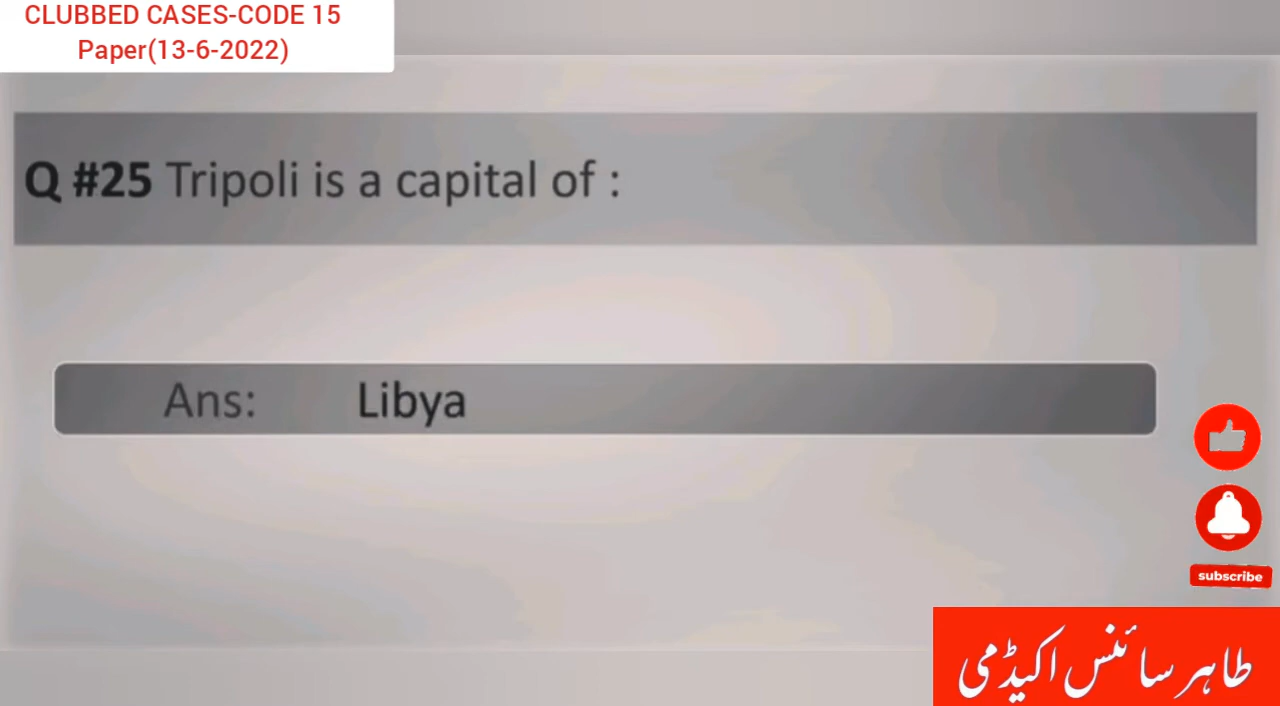 CLUBBED CASES-CODE 15
Paper(13-6-2022)
Q #25 Tripoli is a capital of :
Ans: Libya
subscribe
طاہر سائنس اکیڈمی